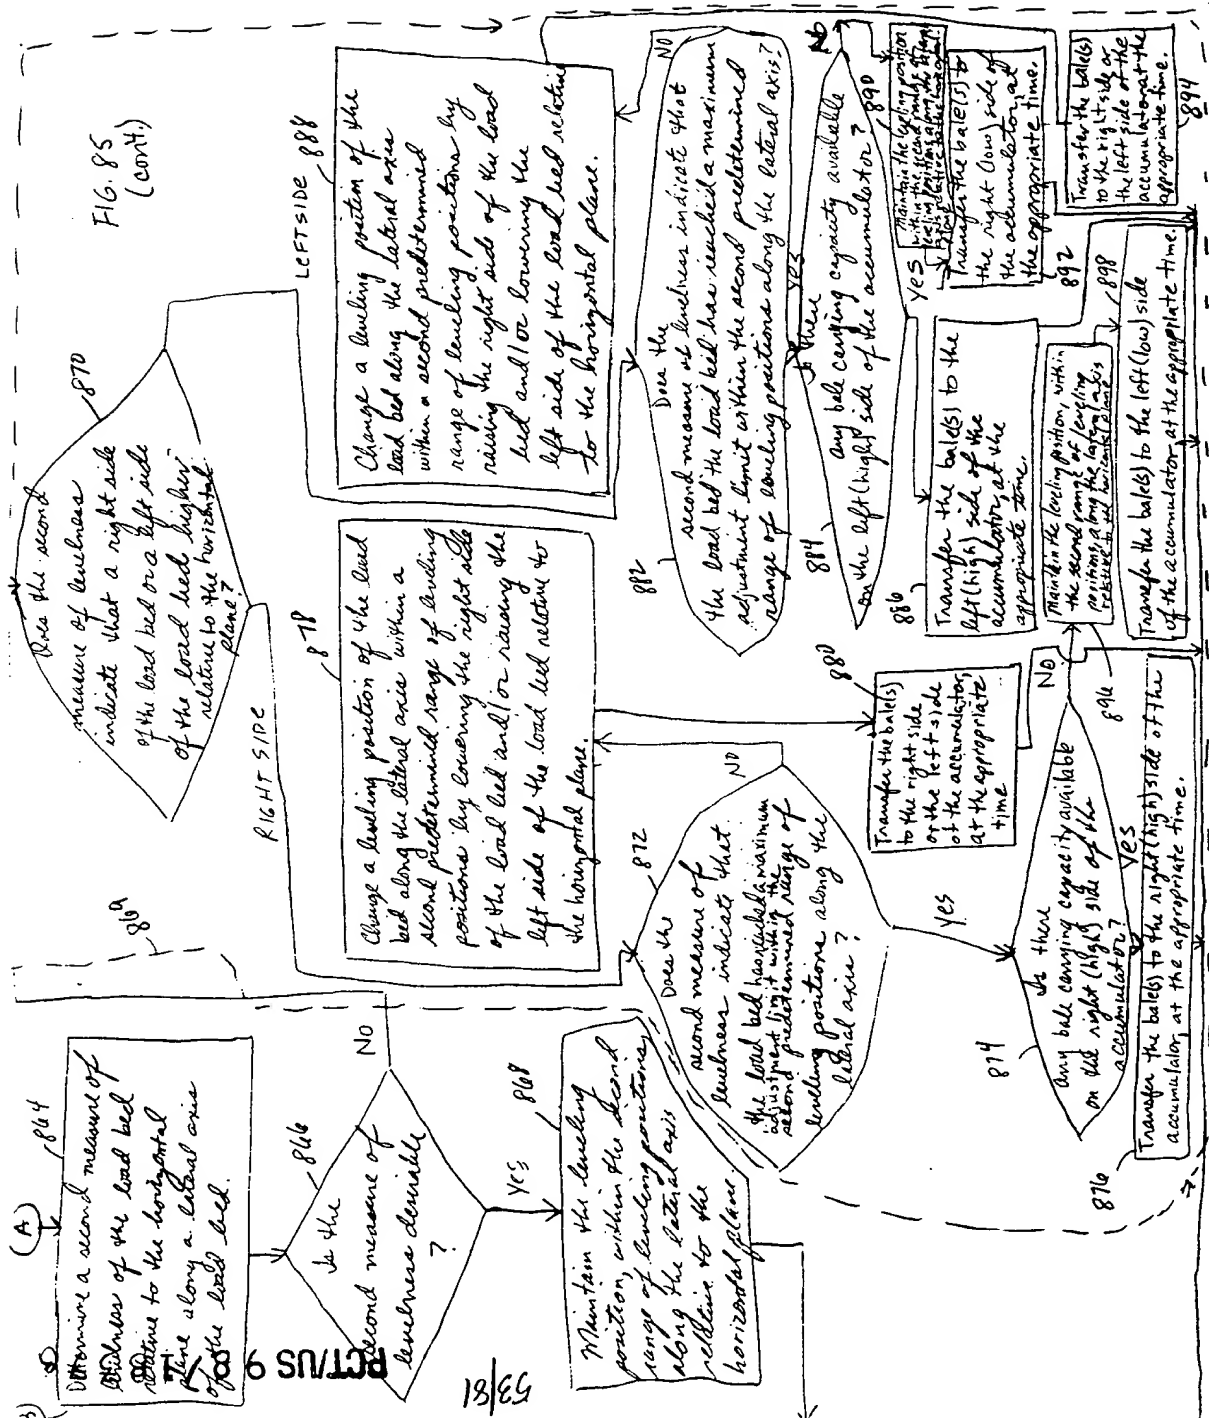 FIG. 85
(cont.)
(A)
864
Determine a second measure of
levelness of the load bed
relative to the horizontal
plane along a lateral axis
of the load bed.
866
Is the
second measure of
levelness desirable
?
NO
Yes
868
Maintain the leveling
position, within the second
range of leveling positions,
along the lateral axis
relative to the
horizontal plane.
869
870
Does the second
measure of levelness
indicate that a right side
of the load bed or a left side
of the load bed higher
relative to the horizontal
plane?
RIGHT SIDE
LEFT SIDE
872
Does the
second measure of
levelness indicate that
the load bed has reached a maximum
adjustment limit within the
second predetermined range of
leveling positions along the
lateral axis?
NO
Yes
874
Is there
any bale carrying capacity available
on the right (high) side of the
accumulator?
NO
Yes
876
Transfer the bale(s) to the right (high) side of the
accumulator, at the appropriate time.
878
Change a leveling position of the load
bed along the lateral axis within a
second predetermined range of leveling
positions by lowering the right side
of the load bed and/or raising the
left side of the load bed relative to
the horizontal plane.
880
Transfer the bale(s)
to the right side
or the left side
of the accumulator,
at the appropriate
time
888
Change a leveling position of the
load bed along the lateral axis
within a second predetermined
range of leveling positions by
raising the right side of the load
bed and/or lowering the
left side of the load bed relative
to the horizontal plane.
882
Does the
second measure of levelness indicate that
the load bed the load bed has reached a maximum
adjustment limit within the second predetermined
range of leveling positions along the lateral axis?
NO
Yes
884
Is there
any bale carrying capacity available
on the left (high) side of the accumulator?
No
Yes
886
Transfer the bale(s) to the
left (high) side of the
accumulator, at the
appropriate time.
890
Maintain the leveling position
within the second range of
leveling positions along the lateral
892
Transfer the bale(s) to
the right (low) side of
the accumulator, at
the appropriate time.
894
Transfer the bale(s)
to the right side or
the left side of the
accumulator at the
appropriate time.
896
Maintain the leveling position, within
the second range of leveling
positions, along the lateral axis
relative to the horizontal plane
898
Transfer the bale(s) to the left (low) side
of the accumulator at the appropriate time.
PCT/US 98
53/81